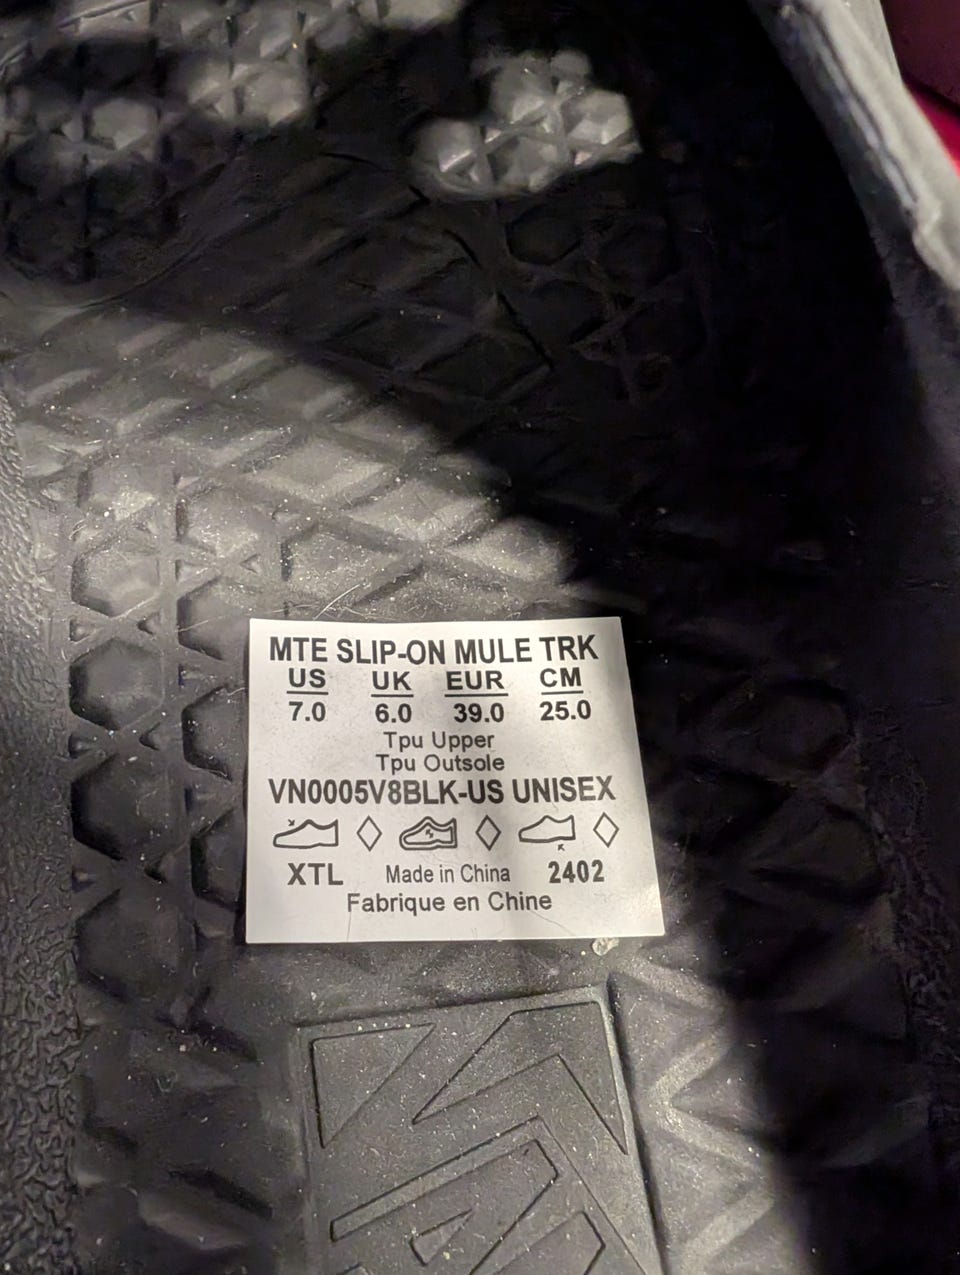 MTE SLIP-ON MULE TRK
US UK EUR CM
7.0 6.0 39.0 25.0
Tpu Upper
Tpu Outsole
VN0005V8BLK-US UNISEX
XTL Made in China 2402
Fabrique en Chine